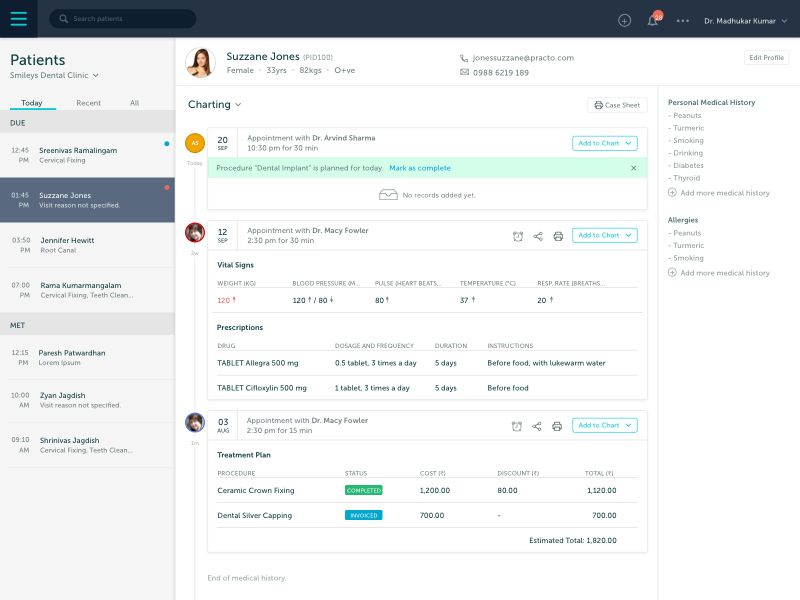 Search patients
28
Dr. Madhukar Kumar
Patients
Smileys Dental Clinic
Today Recent All
DUE
12:45 PM Sreenivas Ramalingam
Cervical Fixing
01:45 PM Suzzane Jones
Visit reason not specified.
03:50 PM Jennifer Hewitt
Root Canal
07:00 PM Rama Kumarmangalam
Cervical Fixing, Teeth Clean...
MET
12:15 PM Paresh Patwardhan
Lorem Ipsum
10:00 AM Zyan Jagdish
Visit reason not specified.
09:10 AM Shrinivas Jagdish
Cervical Fixing, Teeth Clean...
Suzzane Jones (PID100)
Female · 33yrs · 82kgs · O+ve
jonessuzzane@practo.com
0988 6219 189
Edit Profile
Charting
Case Sheet
AS
Today
20 SEP
Appointment with Dr. Arvind Sharma
10:30 pm for 30 min
Add to Chart
Procedure "Dental Implant" is planned for today. Mark as complete
No records added yet.
2w
12 SEP
Appointment with Dr. Macy Fowler
2:30 pm for 30 min
Add to Chart
Vital Signs
WEIGHT (KG) BLOOD PRESSURE (M... PULSE (HEART BEATS... TEMPERATURE (°C) RESP. RATE (BREATHS...
120 120 / 80 80 37 20
Prescriptions
DRUG DOSAGE AND FREQUENCY DURATION INSTRUCTIONS
TABLET Allegra 500 mg 0.5 tablet, 3 times a day 5 days Before food, with lukewarm water
TABLET Cifloxylin 500 mg 1 tablet, 3 times a day 5 days Before food
1m
03 AUG
Appointment with Dr. Macy Fowler
2:30 pm for 15 min
Add to Chart
Treatment Plan
PROCEDURE STATUS COST (₹) DISCOUNT (₹) TOTAL (₹)
Ceramic Crown Fixing COMPLETED 1,200.00 80.00 1,120.00
Dental Silver Capping INVOICED 700.00 - 700.00
Estimated Total: 1,820.00
End of medical history.
Personal Medical History
- Peanuts
- Turmeric
- Smoking
- Drinking
- Diabetes
- Thyroid
Add more medical history
Allergies
- Peanuts
- Turmeric
- Smoking
Add more medical history